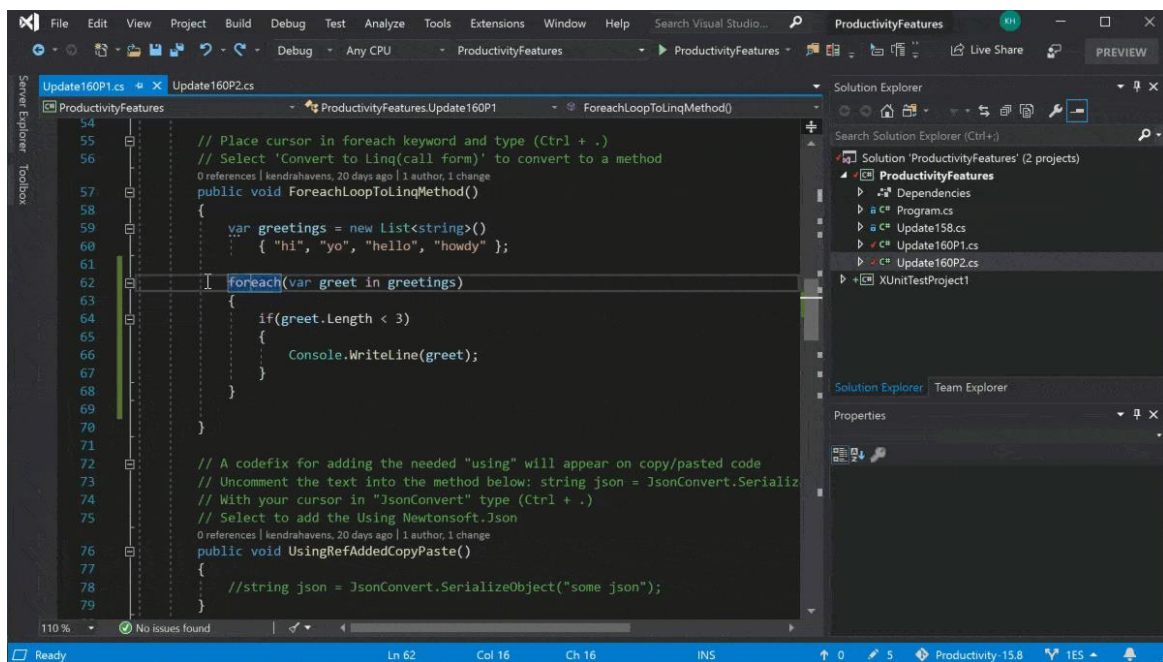 File Edit View Project Build Debug Test Analyze Tools Extensions Window Help Search Visual Studio... ProductivityFeatures KH
Debug Any CPU ProductivityFeatures ProductivityFeatures Live Share PREVIEW
Server Explorer
Toolbox
Update160P1.cs Update160P2.cs
ProductivityFeatures ProductivityFeatures.Update160P1 ForeachLoopToLinqMethod()
54
55 // Place cursor in foreach keyword and type (Ctrl + .)
56 // Select 'Convert to Linq(call form)' to convert to a method
0 references | kendrahavens, 20 days ago | 1 author, 1 change
57 public void ForeachLoopToLinqMethod()
58 {
59 var greetings = new List<string>()
60 { "hi", "yo", "hello", "howdy" };
61
62 foreach(var greet in greetings)
63 {
64 if(greet.Length < 3)
65 {
66 Console.WriteLine(greet);
67 }
68 }
69
70 }
71
72 // A codefix for adding the needed "using" will appear on copy/pasted code
73 // Uncomment the text into the method below: string json = JsonConvert.Serializ
74 // With your cursor in "JsonConvert" type (Ctrl + .)
75 // Select to add the Using Newtonsoft.Json
0 references | kendrahavens, 20 days ago | 1 author, 1 change
76 public void UsingRefAddedCopyPaste()
77 {
78 //string json = JsonConvert.SerializeObject("some json");
79 }
110 % No issues found
Solution Explorer
Search Solution Explorer (Ctrl+;)
Solution 'ProductivityFeatures' (2 projects)
C# ProductivityFeatures
Dependencies
C# Program.cs
C# Update158.cs
C# Update160P1.cs
C# Update160P2.cs
C# XUnitTestProject1
Solution Explorer Team Explorer
Properties
Ready Ln 62 Col 16 Ch 16 INS 0 5 Productivity-15.8 1ES